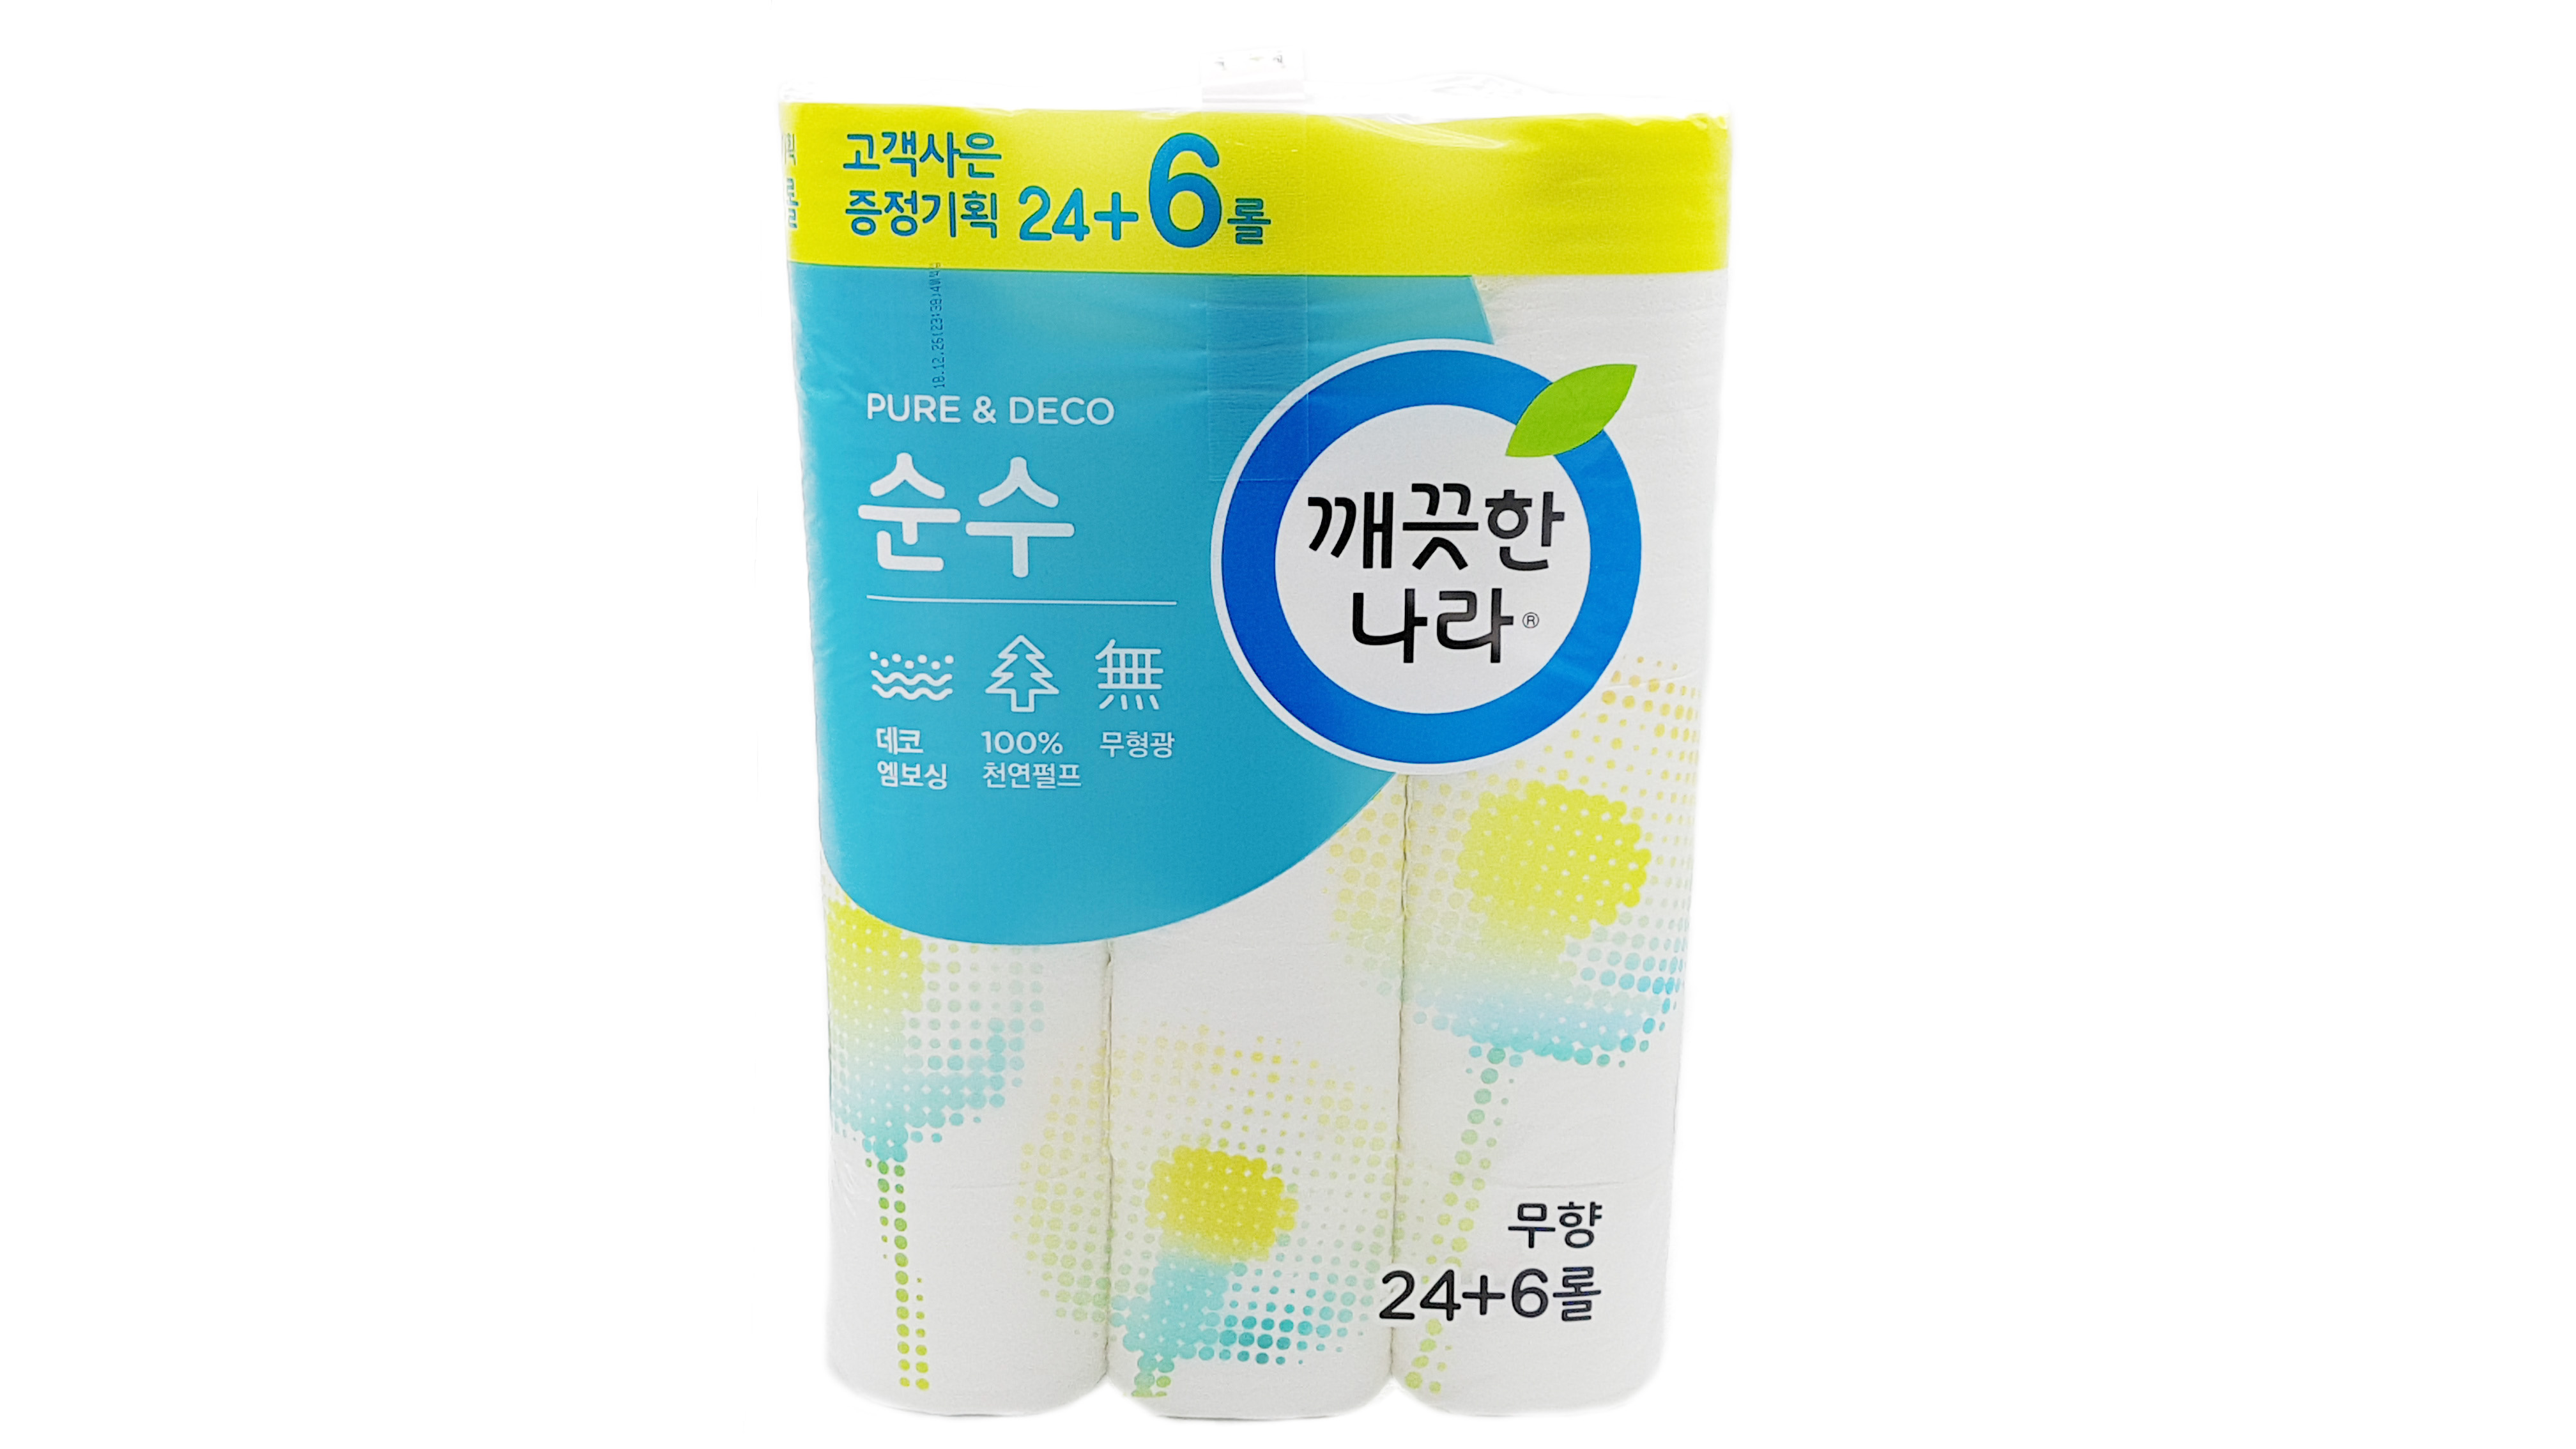 고객사은
증정기획 24+6롤
PURE & DECO
순수
깨끗한
나라®
無
데코
엠보싱
100%
천연펄프
무형광
무향
24+6롤